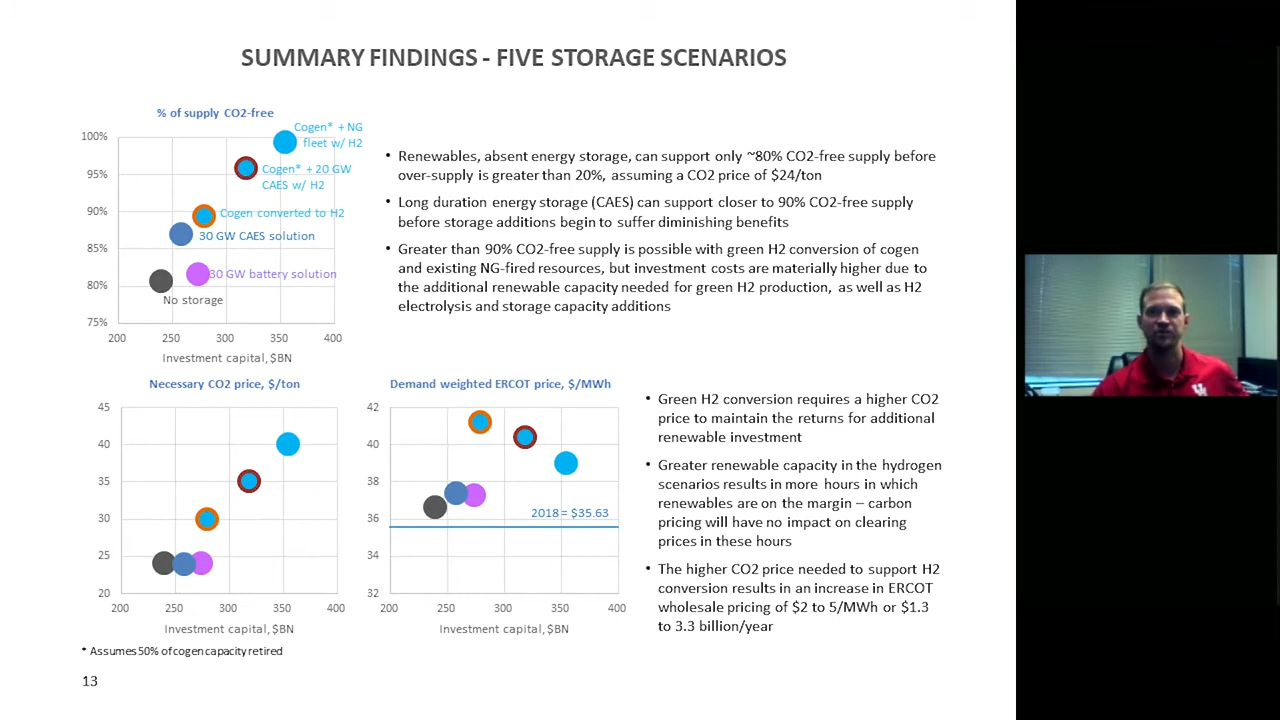 SUMMARY FINDINGS - FIVE STORAGE SCENARIOS
% of supply CO2-free
100%
95%
90%
85%
80%
75%
200 250 300 350 400
Investment capital, $BN
Cogen* + NG
fleet w/ H2
Cogen* + 20 GW
CAES w/ H2
Cogen converted to H2
30 GW CAES solution
30 GW battery solution
No storage
• Renewables, absent energy storage, can support only ~80% CO2-free supply before
over-supply is greater than 20%, assuming a CO2 price of $24/ton
• Long duration energy storage (CAES) can support closer to 90% CO2-free supply
before storage additions begin to suffer diminishing benefits
• Greater than 90% CO2-free supply is possible with green H2 conversion of cogen
and existing NG-fired resources, but investment costs are materially higher due to
the additional renewable capacity needed for green H2 production, as well as H2
electrolysis and storage capacity additions
Necessary CO2 price, $/ton
45
40
35
30
25
20
200 250 300 350 400
Investment capital, $BN
Demand weighted ERCOT price, $/MWh
42
40
38
36
34
32
2018 = $35.63
200 250 300 350 400
Investment capital, $BN
• Green H2 conversion requires a higher CO2
price to maintain the returns for additional
renewable investment
• Greater renewable capacity in the hydrogen
scenarios results in more hours in which
renewables are on the margin – carbon
pricing will have no impact on clearing
prices in these hours
• The higher CO2 price needed to support H2
conversion results in an increase in ERCOT
wholesale pricing of $2 to 5/MWh or $1.3
to 3.3 billion/year
* Assumes 50% of cogen capacity retired
13